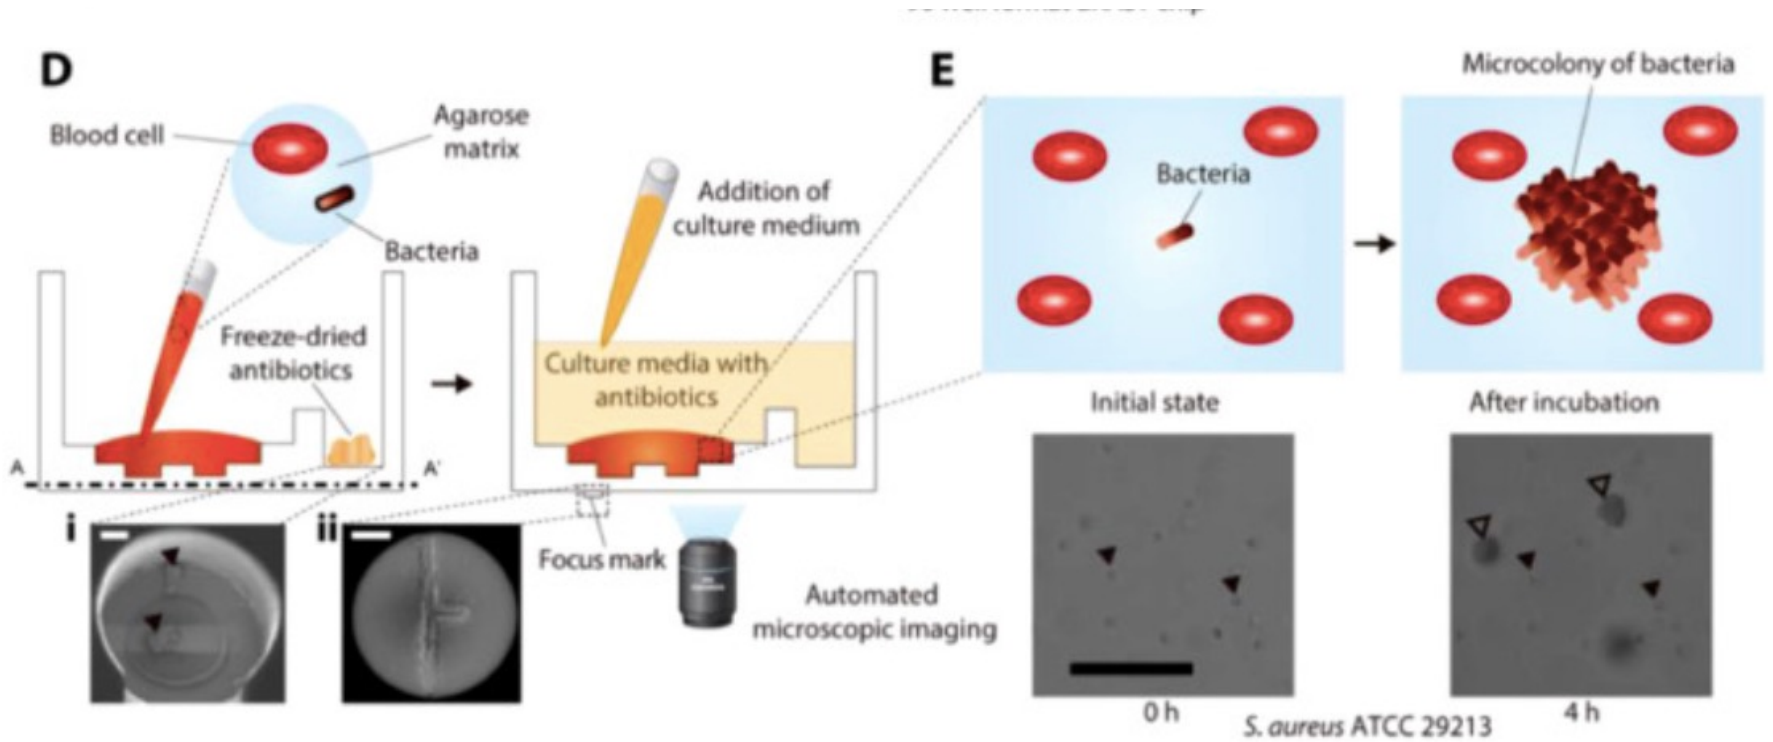 D
Blood cell
Agarose
matrix
Bacteria
Freeze-dried
antibiotics
A
A'
i
ii
Addition of
culture medium
Culture media with
antibiotics
Focus mark
Automated
microscopic imaging
E
Microcolony of bacteria
Bacteria
Initial state
After incubation
0 h
4 h
S. aureus ATCC 29213